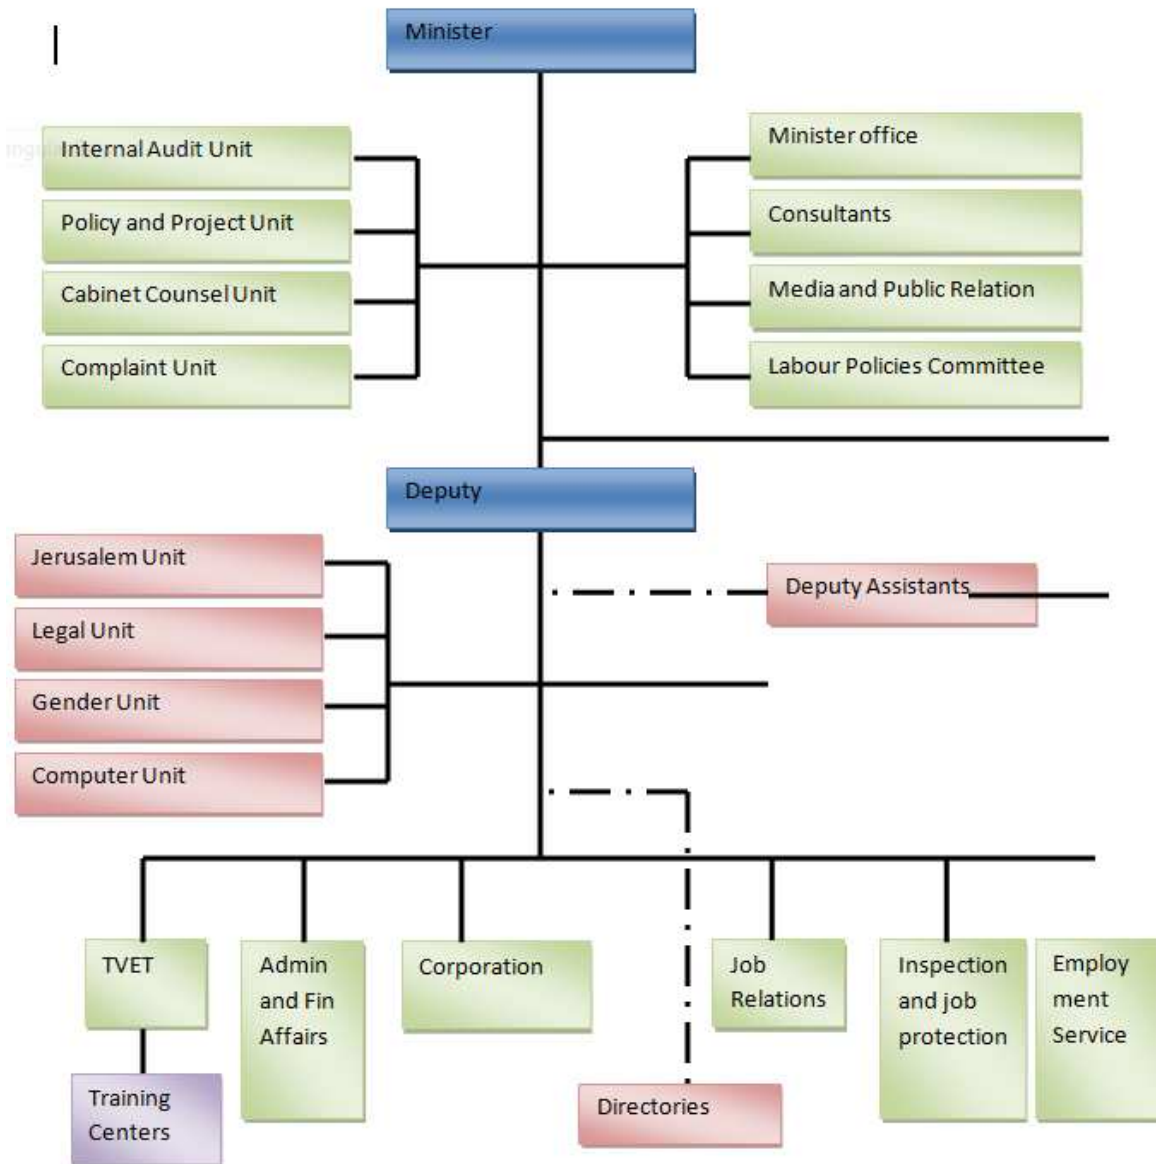 Minister
Internal Audit Unit
Policy and Project Unit
Cabinet Counsel Unit
Complaint Unit
Minister office
Consultants
Media and Public Relation
Labour Policies Committee
Deputy
Jerusalem Unit
Legal Unit
Gender Unit
Computer Unit
Deputy Assistants
TVET
Training
Centers
Admin
and Fin
Affairs
Corporation
Directories
Job
Relations
Inspection
and job
protection
Employ
ment
Service